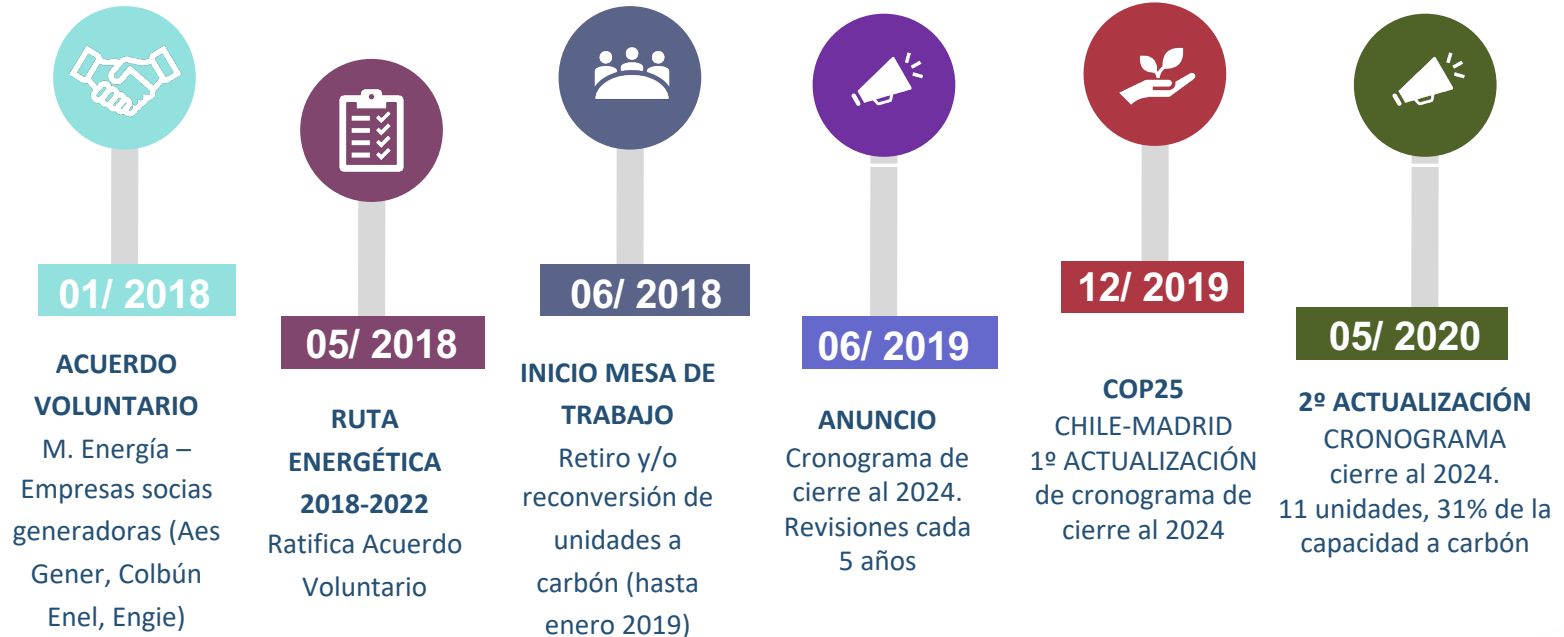 01/ 2018
ACUERDO
VOLUNTARIO
M. Energía –
Empresas socias
generadoras (Aes
Gener, Colbún
Enel, Engie)
05/ 2018
RUTA
ENERGÉTICA
2018-2022
Ratifica Acuerdo
Voluntario
06/ 2018
INICIO MESA DE
TRABAJO
Retiro y/o
reconversión de
unidades a
carbón (hasta
enero 2019)
06/ 2019
ANUNCIO
Cronograma de
cierre al 2024.
Revisiones cada
5 años
12/ 2019
COP25
CHILE-MADRID
1º ACTUALIZACIÓN
de cronograma de
cierre al 2024
05/ 2020
2º ACTUALIZACIÓN
CRONOGRAMA
cierre al 2024.
11 unidades, 31% de la
capacidad a carbón